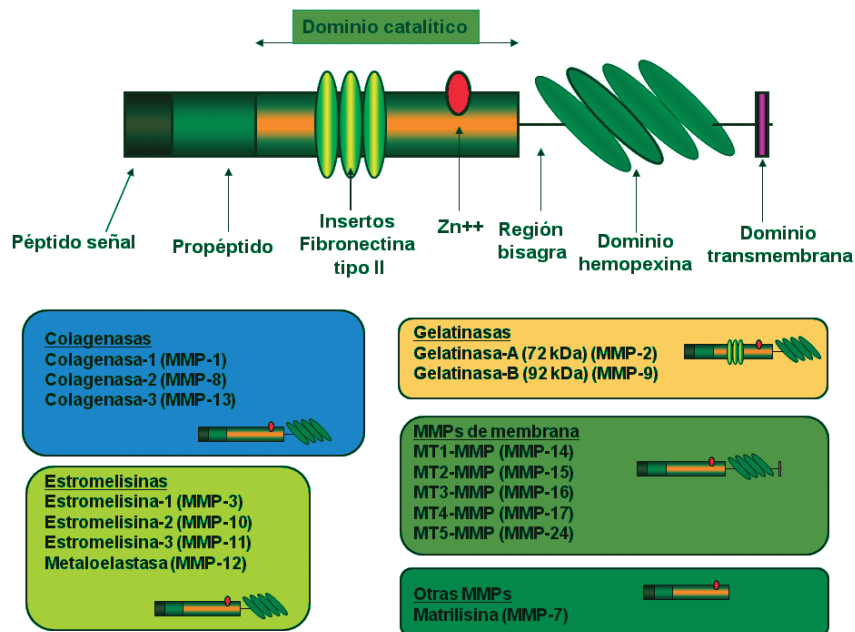 Dominio catalítico
Péptido señal
Propéptido
Insertos
Fibronectina
tipo II
Zn++
Región
bisagra
Dominio
hemopexina
Dominio
transmembrana
Colagenasas
Colagenasa-1 (MMP-1)
Colagenasa-2 (MMP-8)
Colagenasa-3 (MMP-13)
Gelatinasas
Gelatinasa-A (72 kDa) (MMP-2)
Gelatinasa-B (92 kDa) (MMP-9)
Estromelisinas
Estromelisina-1 (MMP-3)
Estromelisina-2 (MMP-10)
Estromelisina-3 (MMP-11)
Metaloelastasa (MMP-12)
MMPs de membrana
MT1-MMP (MMP-14)
MT2-MMP (MMP-15)
MT3-MMP (MMP-16)
MT4-MMP (MMP-17)
MT5-MMP (MMP-24)
Otras MMPs
Matrilisina (MMP-7)